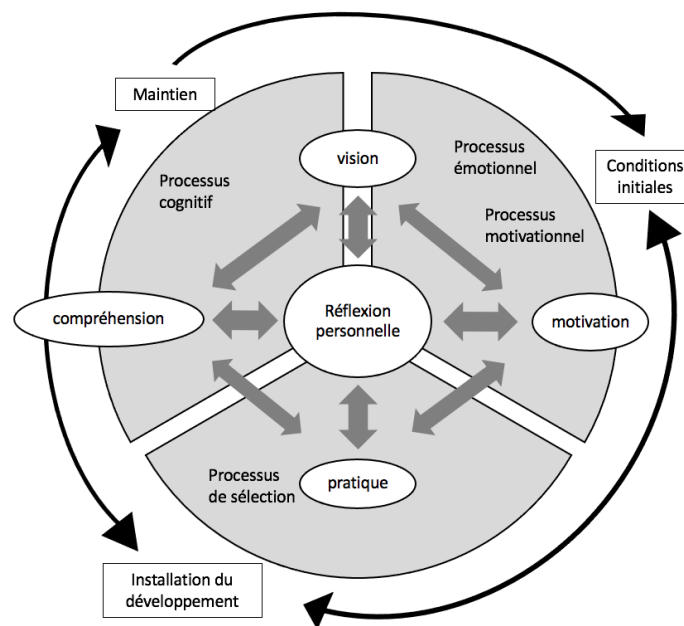 Maintien
vision
Processus
émotionnel
Conditions
initiales
Processus
cognitif
Processus
motivationnel
compréhension
Réflexion
personnelle
motivation
Processus
de sélection
pratique
Installation du
développement